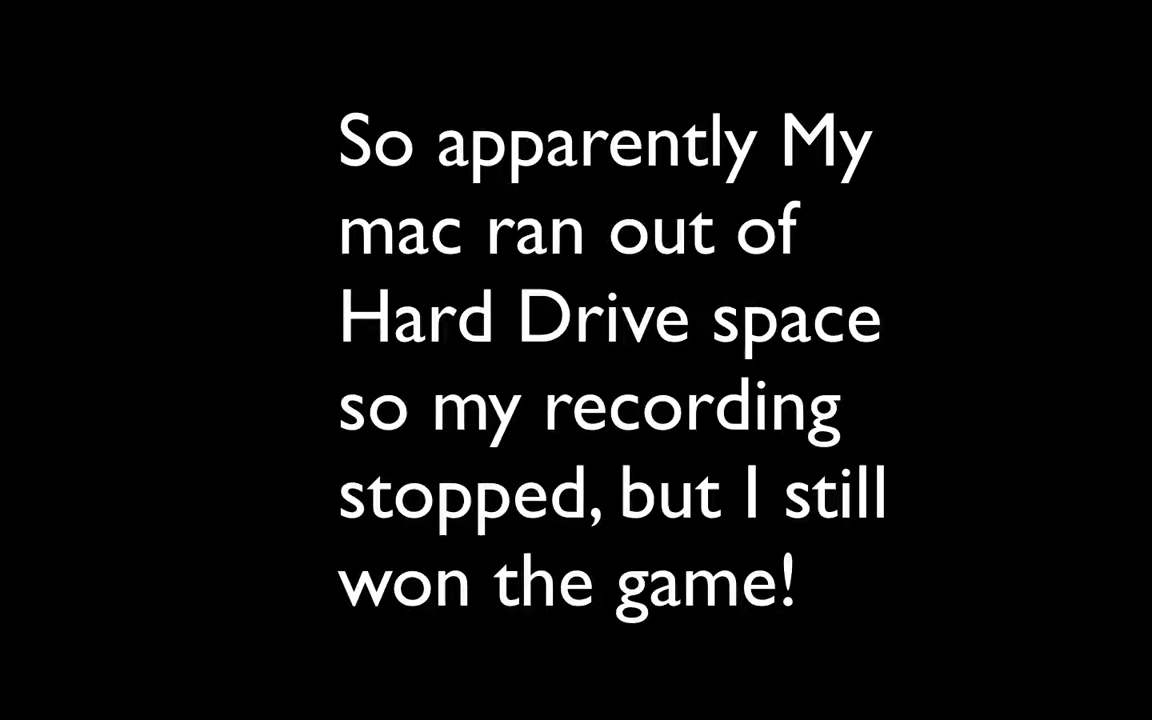 So apparently My
mac ran out of
Hard Drive space
so my recording
stopped, but I still
won the game!